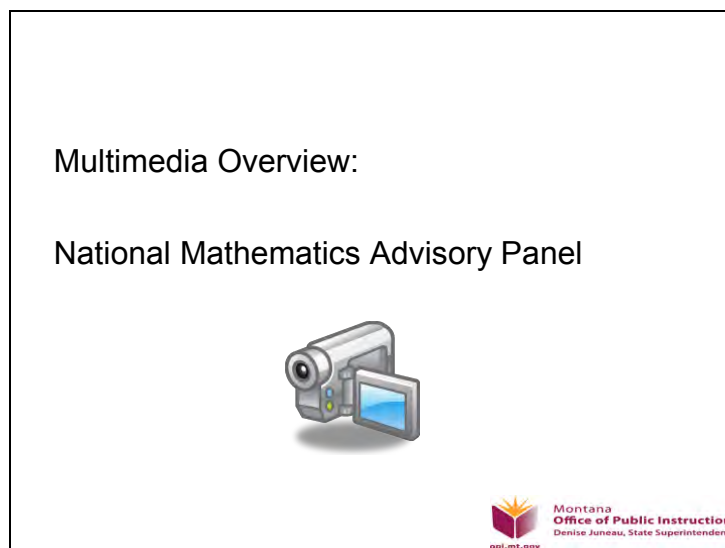 Multimedia Overview:
National Mathematics Advisory Panel
Montana
Office of Public Instruction
Denise Juneau, State Superintendent
opi.mt.gov